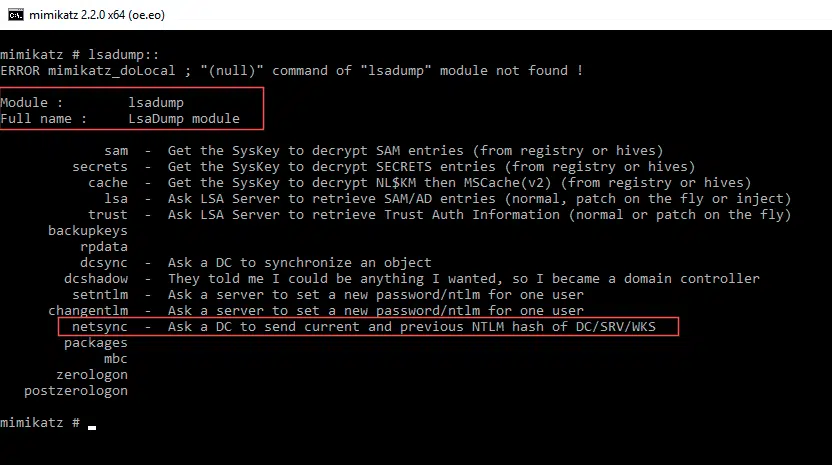 mimikatz 2.2.0 x64 (oe.eo)
mimikatz # lsadump::
ERROR mimikatz_doLocal ; "(null)" command of "lsadump" module not found !
Module : lsadump
Full name : LsaDump module
sam - Get the SysKey to decrypt SAM entries (from registry or hives)
secrets - Get the SysKey to decrypt SECRETS entries (from registry or hives)
cache - Get the SysKey to decrypt NL$KM then MSCache(v2) (from registry or hives)
lsa - Ask LSA Server to retrieve SAM/AD entries (normal, patch on the fly or inject)
trust - Ask LSA Server to retrieve Trust Auth Information (normal or patch on the fly)
backupkeys
rpdata
dcsync - Ask a DC to synchronize an object
dcshadow - They told me I could be anything I wanted, so I became a domain controller
setntlm - Ask a server to set a new password/ntlm for one user
changentlm - Ask a server to set a new password/ntlm for one user
netsync - Ask a DC to send current and previous NTLM hash of DC/SRV/WKS
packages
mbc
zerologon
postzerologon
mimikatz # _